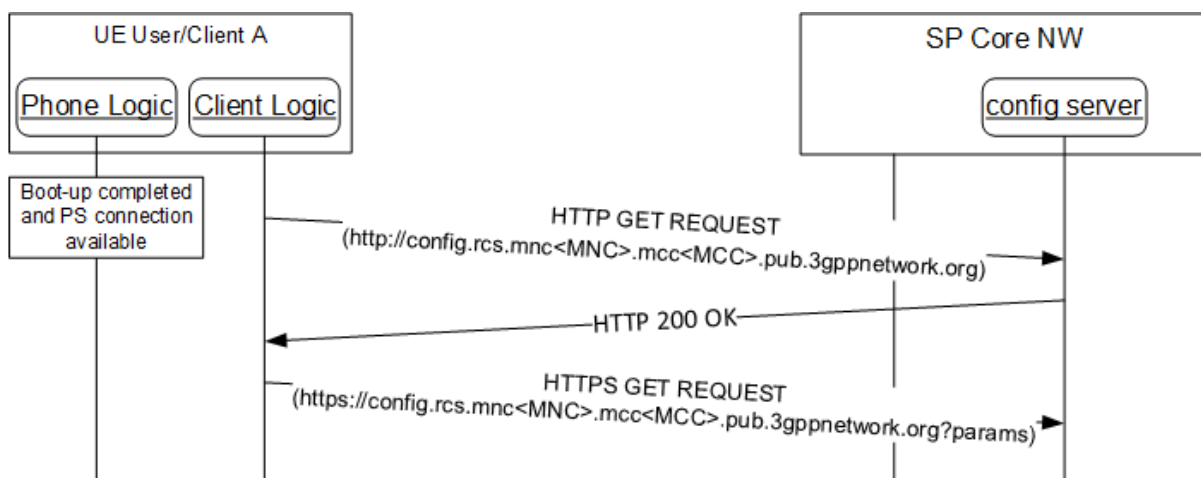 UE User/Client A
SP Core NW
Phone Logic
Client Logic
config server
Boot-up completed
and PS connection
available
HTTP GET REQUEST
(http://config.rcs.mnc<MNC>.mcc<MCC>.pub.3gppnetwork.org)
HTTP 200 OK
HTTPS GET REQUEST
(https://config.rcs.mnc<MNC>.mcc<MCC>.pub.3gppnetwork.org?params)